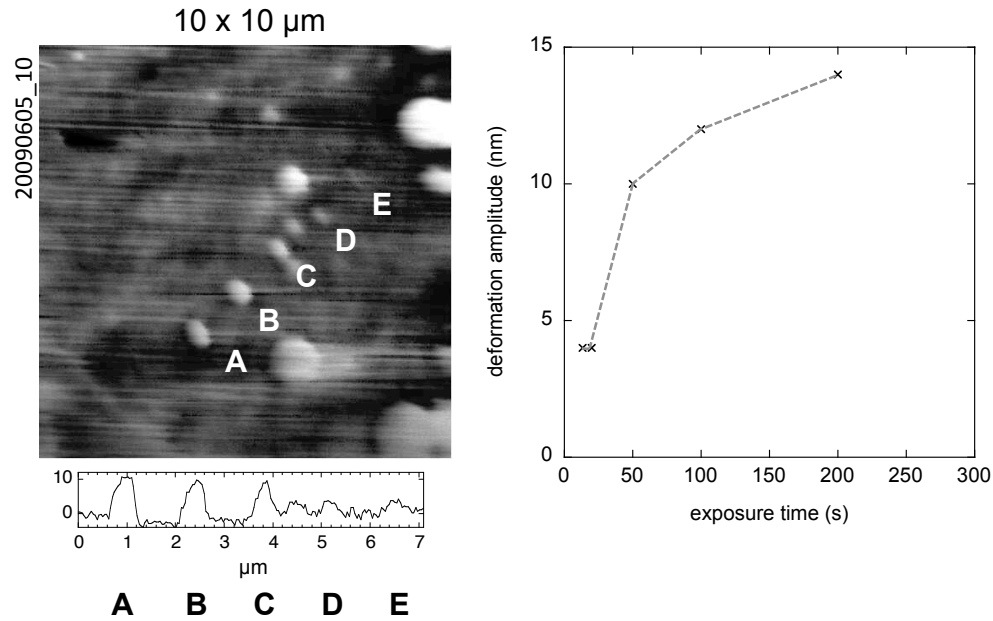 10 x 10 µm
20090605_10
E
D
C
B
A
10
0
0 1 2 3 4 5 6 7
µm
A B C D E
15
10
5
0
0 50 100 150 200 250 300
deformation amplitude (nm)
exposure time (s)